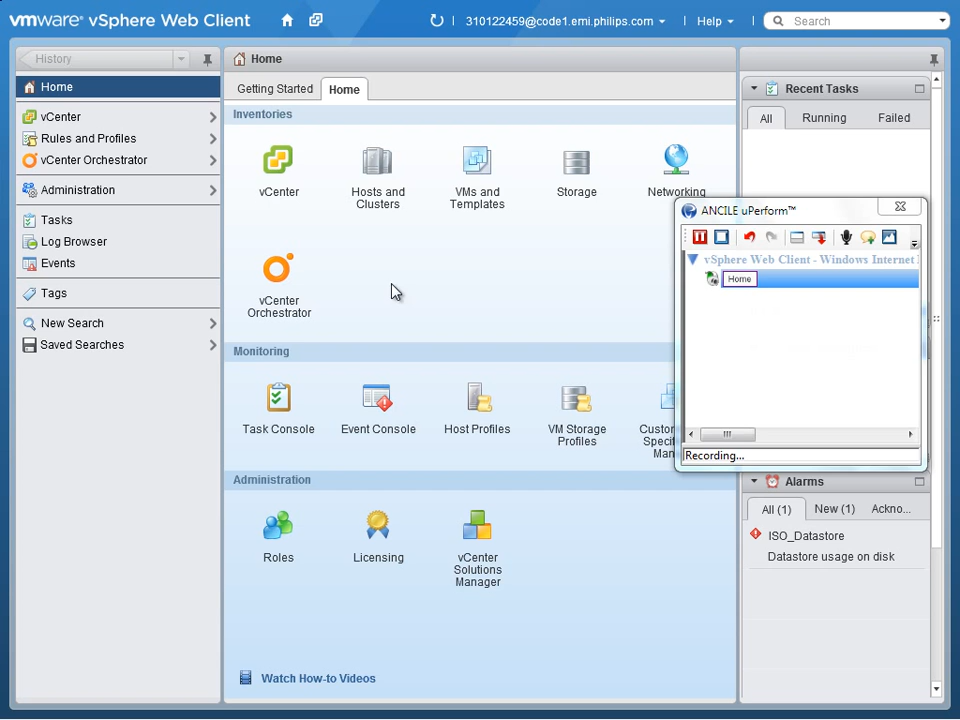 vmware® vSphere Web Client
310122459@code1.emi.philips.com
Help
Search
History
Home
vCenter
Rules and Profiles
vCenter Orchestrator
Administration
Tasks
Log Browser
Events
Tags
New Search
Saved Searches
Home
Getting Started
Home
Inventories
vCenter
Hosts and
Clusters
VMs and
Templates
Storage
Networking
vCenter
Orchestrator
Monitoring
Task Console
Event Console
Host Profiles
VM Storage
Profiles
Custom
Specifi
Mana
Administration
Roles
Licensing
vCenter
Solutions
Manager
Watch How-to Videos
Recent Tasks
All
Running
Failed
ANCILE uPerform™
vSphere Web Client - Windows Internet
Home
Recording...
Alarms
All (1)
New (1)
Ackno...
ISO_Datastore
Datastore usage on disk